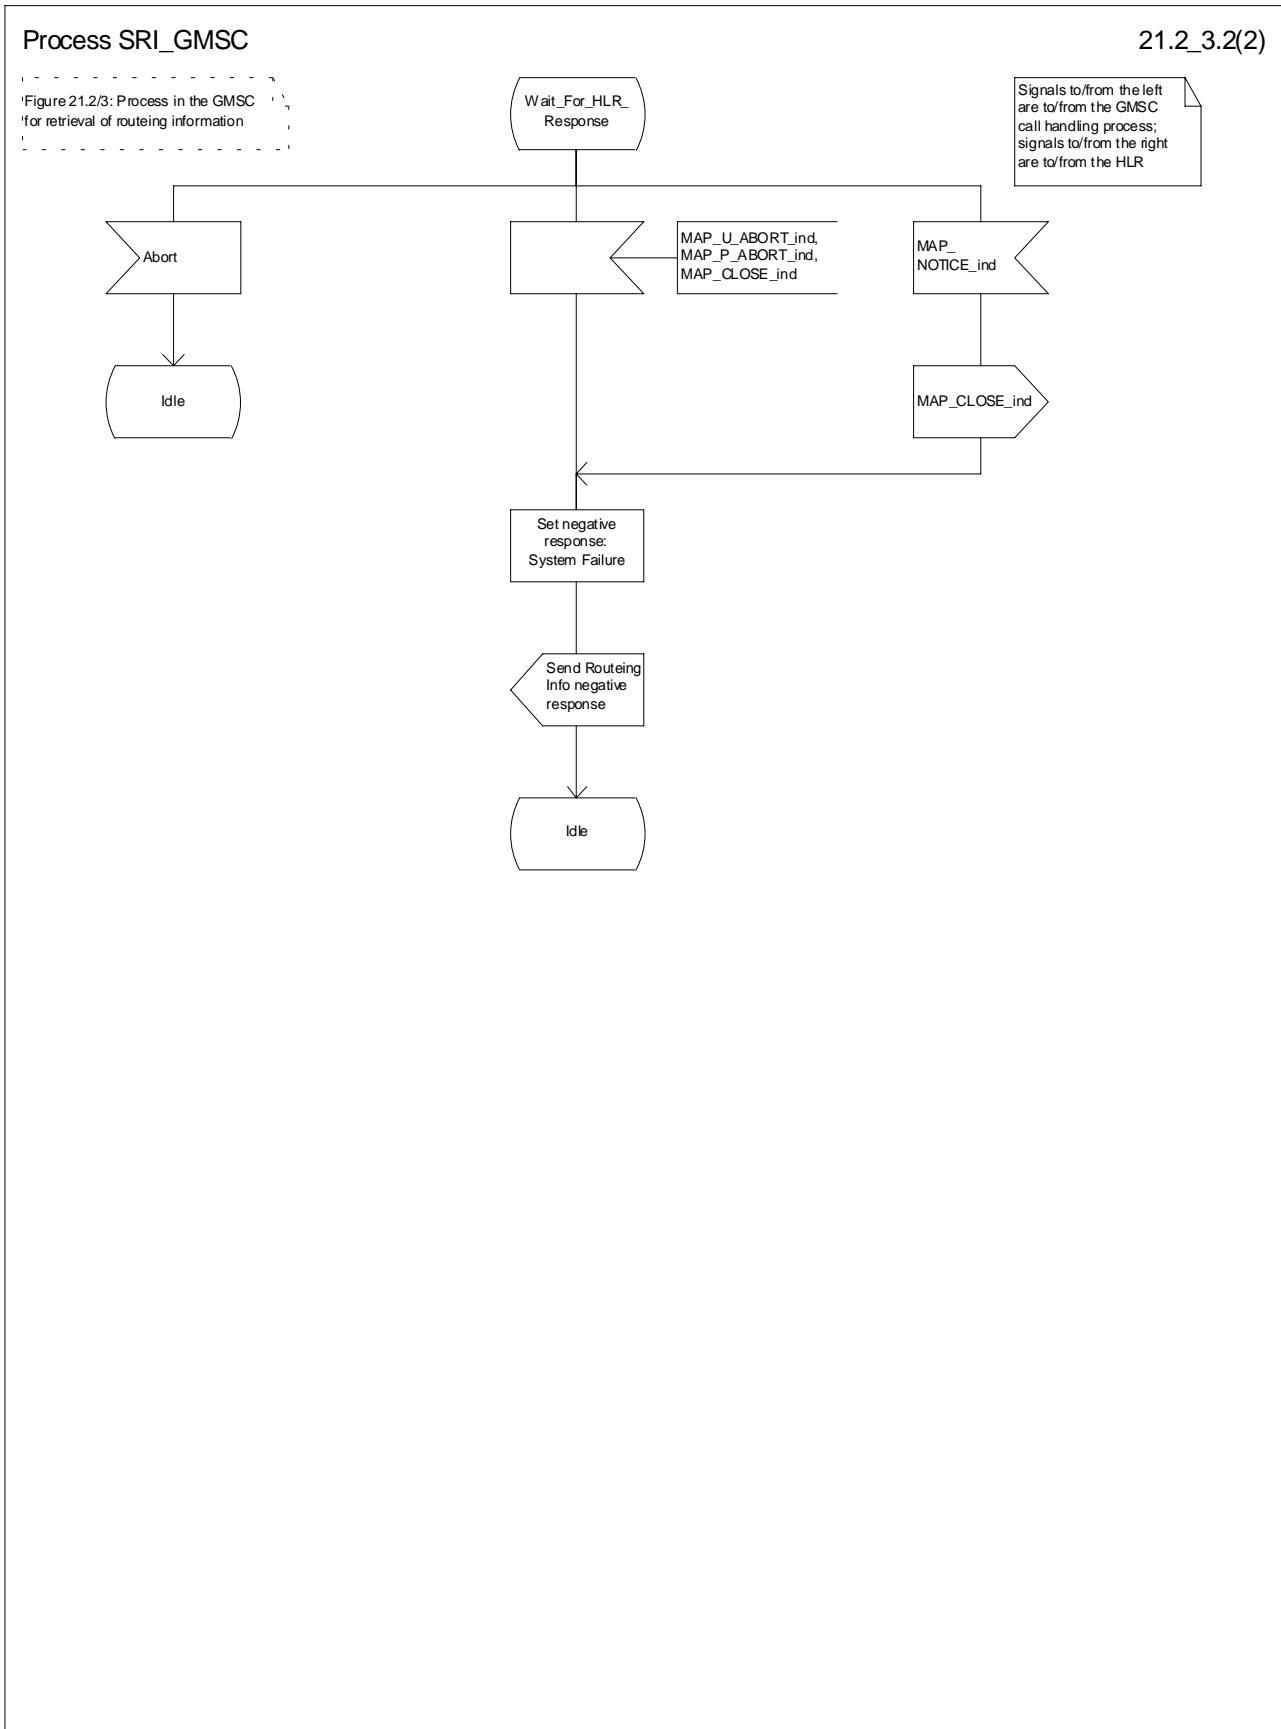 Process SRI_GMSC
21.2_3.2(2)
Figure 21.2/3: Process in the GMSC
for retrieval of routeing information
Wait_For_HLR_
Response
Signals to/from the left
are to/from the GMSC
call handling process;
signals to/from the right
are to/from the HLR
Abort
MAP_U_ABORT_ind,
MAP_P_ABORT_ind,
MAP_CLOSE_ind
MAP_
NOTICE_ind
Idle
MAP_CLOSE_ind
Set negative
response:
System Failure
Send Routeing
Info negative
response
Idle